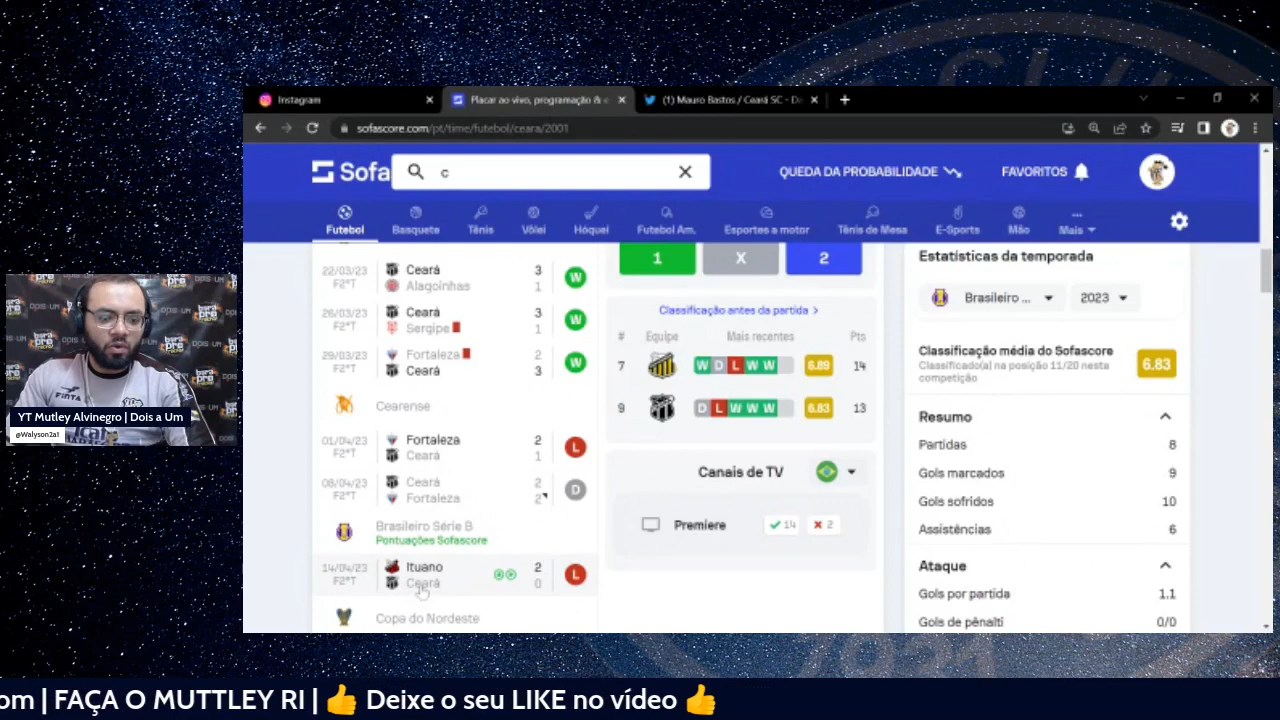 Instagram
Placar ao vivo, programação & e
(1) Mauro Bastos / Ceará SC - Da
sofascore.com/pt/time/futebol/ceara/2001
Sofa
c
QUEDA DA PROBABILIDADE
FAVORITOS
Futebol
Basquete
Tênis
Vôlei
Hóquei
Futebol Am.
Esportes a motor
Tênis de Mesa
E-Sports
Mão
Mais
22/03/23 Ceará 3
F2°T Alagoinhas 1
W
26/03/23 Ceará 3
F2°T Sergipe 1
W
29/03/23 Fortaleza 2
F2°T Ceará 3
W
Cearense
01/04/23 Fortaleza 2
F2°T Ceará 1
L
08/04/23 Ceará 2
F2°T Fortaleza 2
D
Brasileiro Série B
Pontuações Sofascore
14/04/23 Ituano 2
F2°T Ceará 0
L
Copa do Nordeste
1 X 2
Classificação antes da partida >
# Equipe Mais recentes Pts
7 W D L W W 6.89 14
9 D L W W W 6.83 13
Canais de TV
Premiere 14 2
Estatísticas da temporada
Brasileiro ... 2023
Classificação média do Sofascore
Classificado(a) na posição 11/20 nesta
competição
6.83
Resumo
Partidas 8
Gols marcados 9
Gols sofridos 10
Assistências 6
Ataque
Gols por partida 1.1
Gols de pênalti 0/0
YT Mutley Alvinegro | Dois a Um
@Walyson2a1
om | FAÇA O MUTTLEY RI | 👍 Deixe o seu LIKE no vídeo 👍